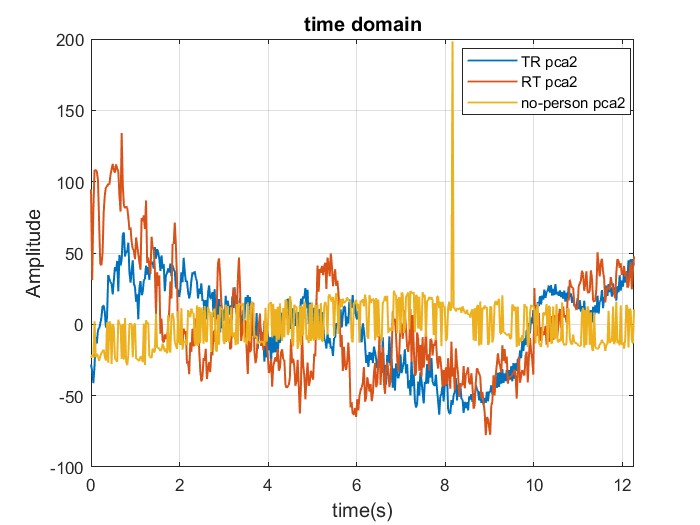 time domain
200
150
100
50
0
-50
-100
Amplitude
TR pca2
RT pca2
no-person pca2
0 2 4 6 8 10 12
time(s)